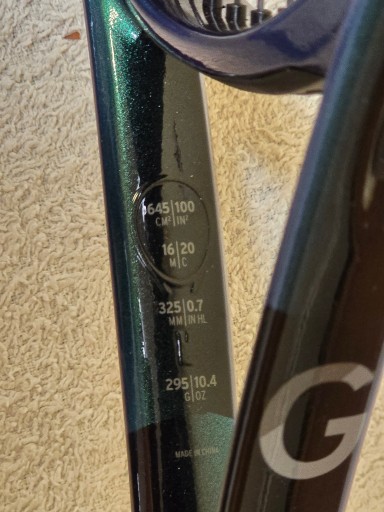 645|100
CM²|IN²
16|20
M|C
325|0.7
MM|IN HL
295|10.4
G|OZ
MADE IN CHINA
G